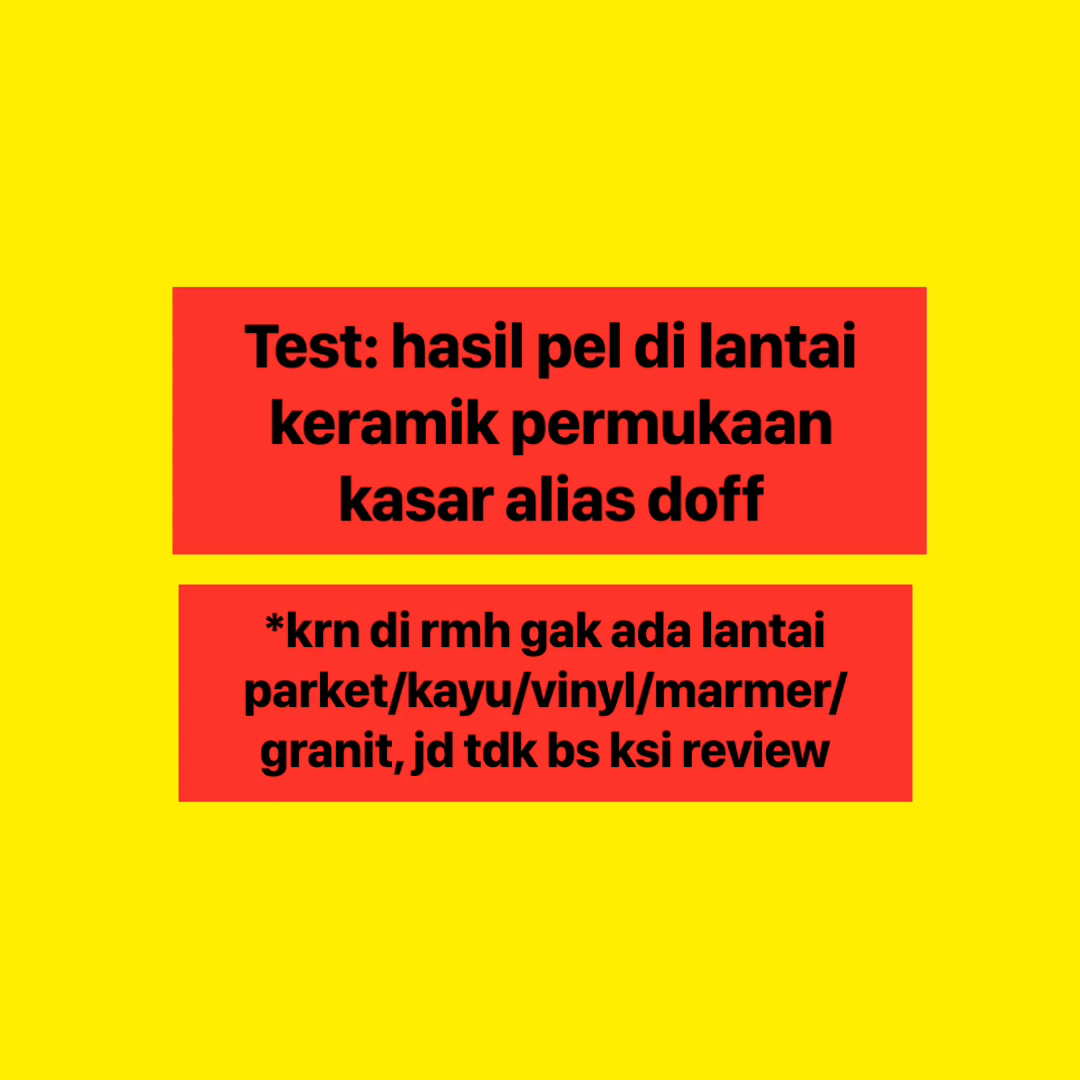 Test: hasil pel di lantai
keramik permukaan
kasar alias doff
*krn di rmh gak ada lantai
parket/kayu/vinyl/marmer/
granit, jd tdk bs ksi review